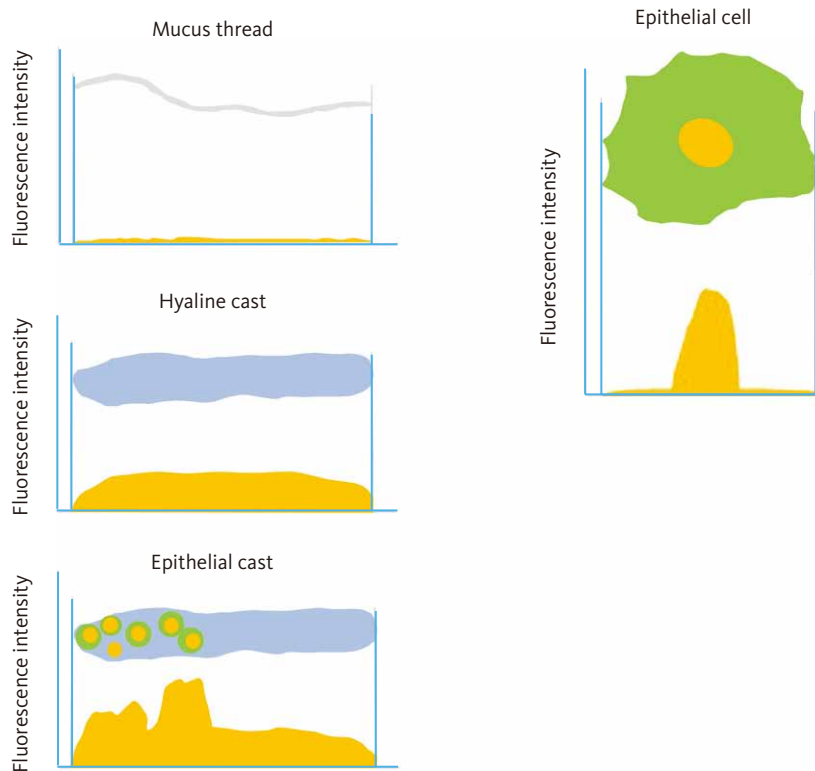 Mucus thread
Fluorescence intensity
Hyaline cast
Fluorescence intensity
Epithelial cast
Fluorescence intensity
Epithelial cell
Fluorescence intensity